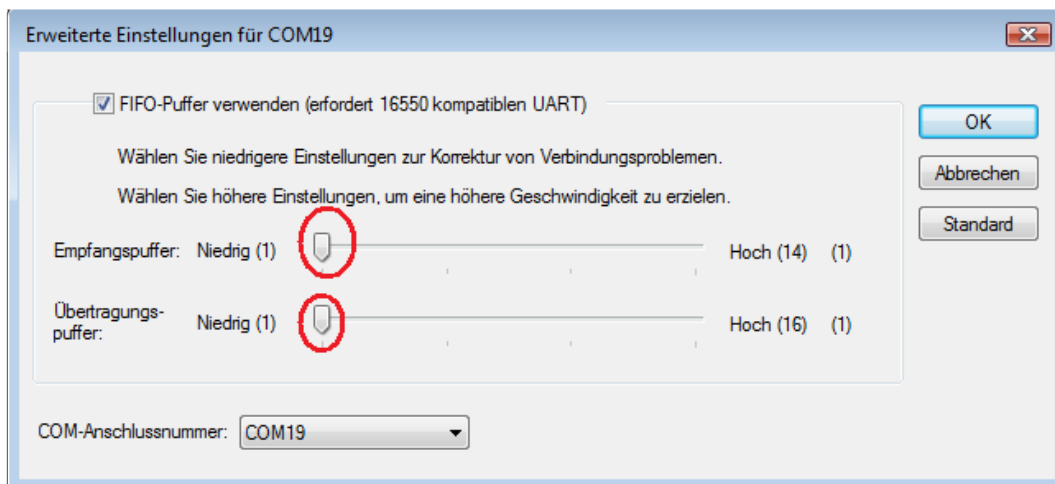 Erweiterte Einstellungen für COM19
FIFO-Puffer verwenden (erfordert 16550 kompatiblen UART)
OK
Wählen Sie niedrigere Einstellungen zur Korrektur von Verbindungsproblemen.
Abbrechen
Wählen Sie höhere Einstellungen, um eine höhere Geschwindigkeit zu erzielen.
Standard
Empfangspuffer: Niedrig (1) Hoch (14) (1)
Übertragungs-
puffer: Niedrig (1) Hoch (16) (1)
COM-Anschlussnummer: COM19